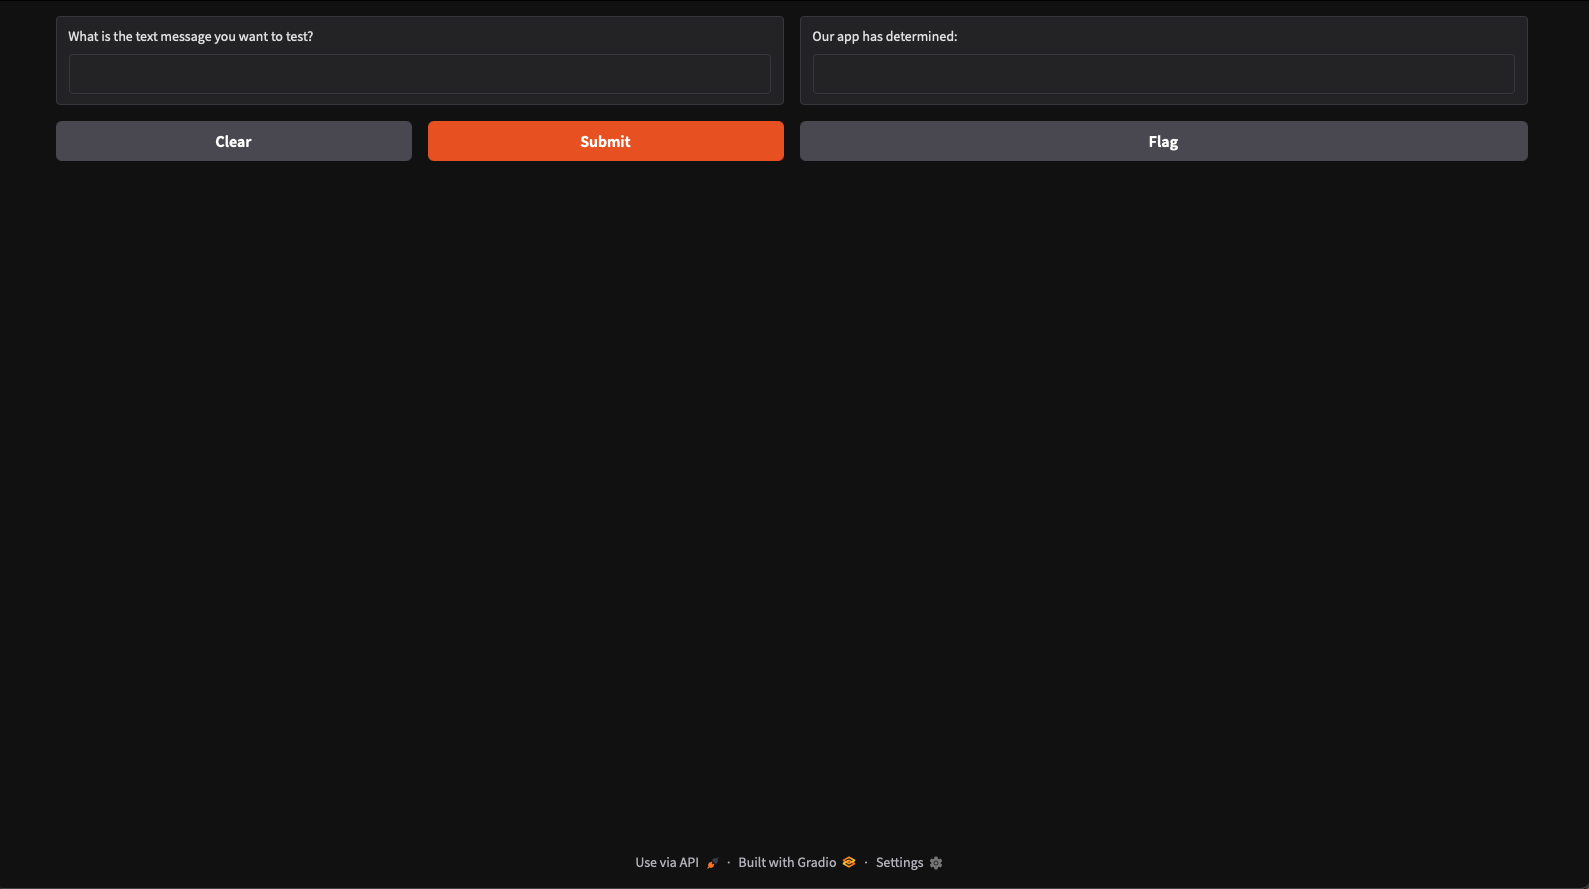 What is the text message you want to test?
Our app has determined:
Clear
Submit
Flag
Use via API · Built with Gradio · Settings